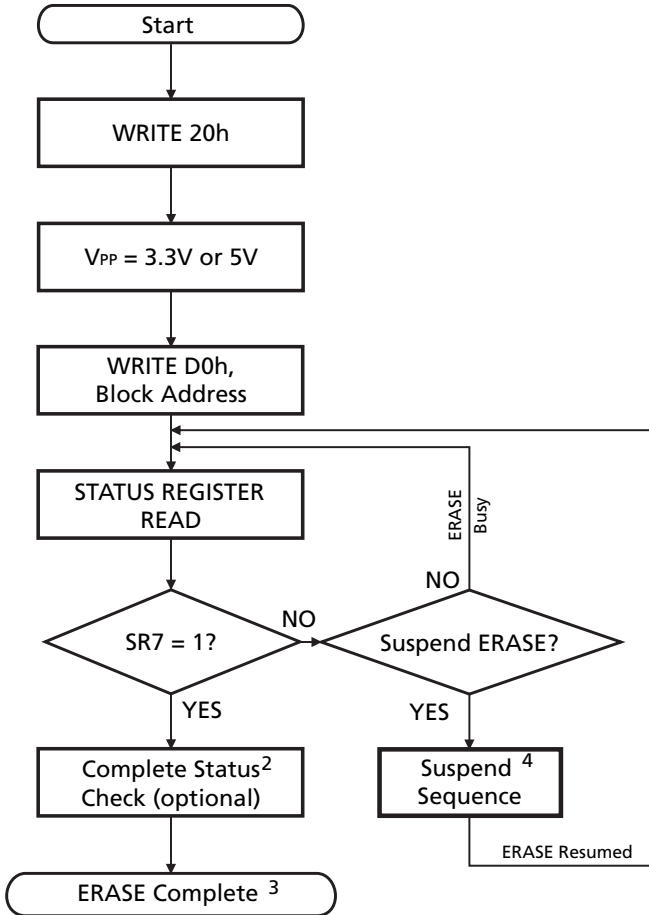 Start
WRITE 20h
VPP = 3.3V or 5V
WRITE D0h,
Block Address
STATUS REGISTER
READ
ERASE
Busy
NO
SR7 = 1?
NO
Suspend ERASE?
YES
YES
Complete Status2
Check (optional)
Suspend 4
Sequence
ERASE Resumed
ERASE Complete 3